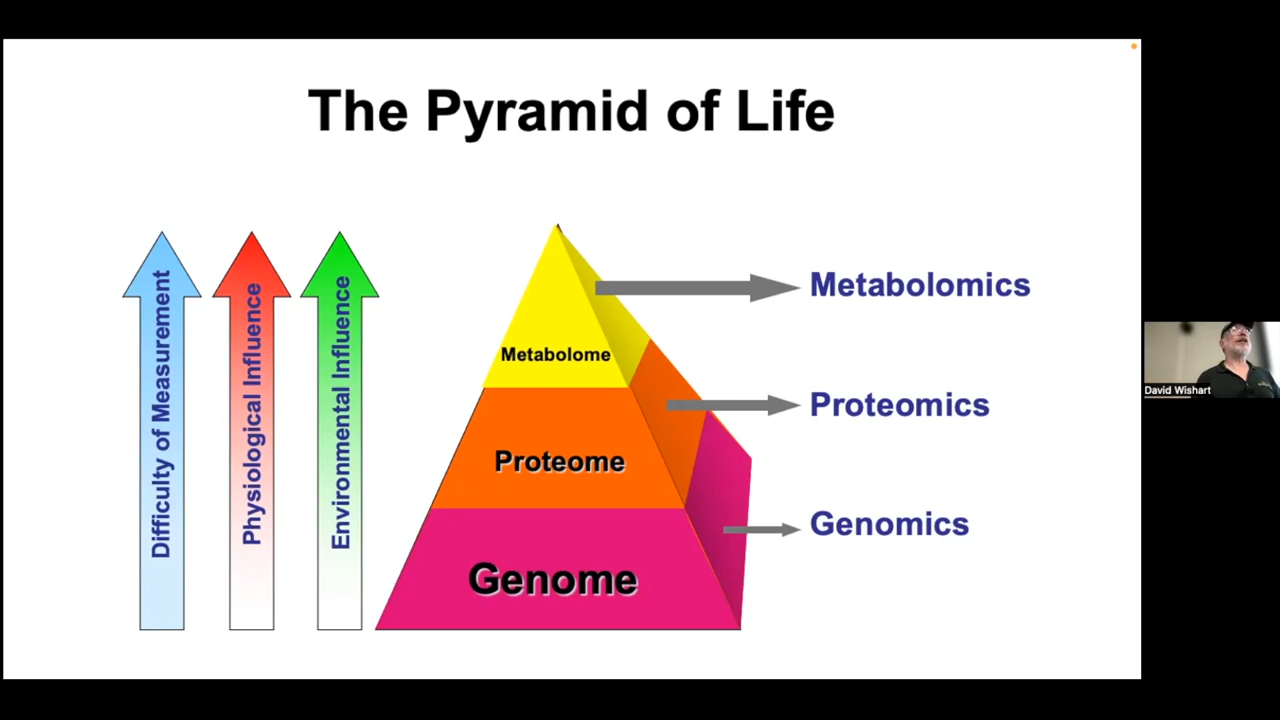 The Pyramid of Life
Difficulty of Measurement
Physiological Influence
Environmental Influence
Metabolome
Proteome
Genome
Metabolomics
Proteomics
Genomics
David Wishart